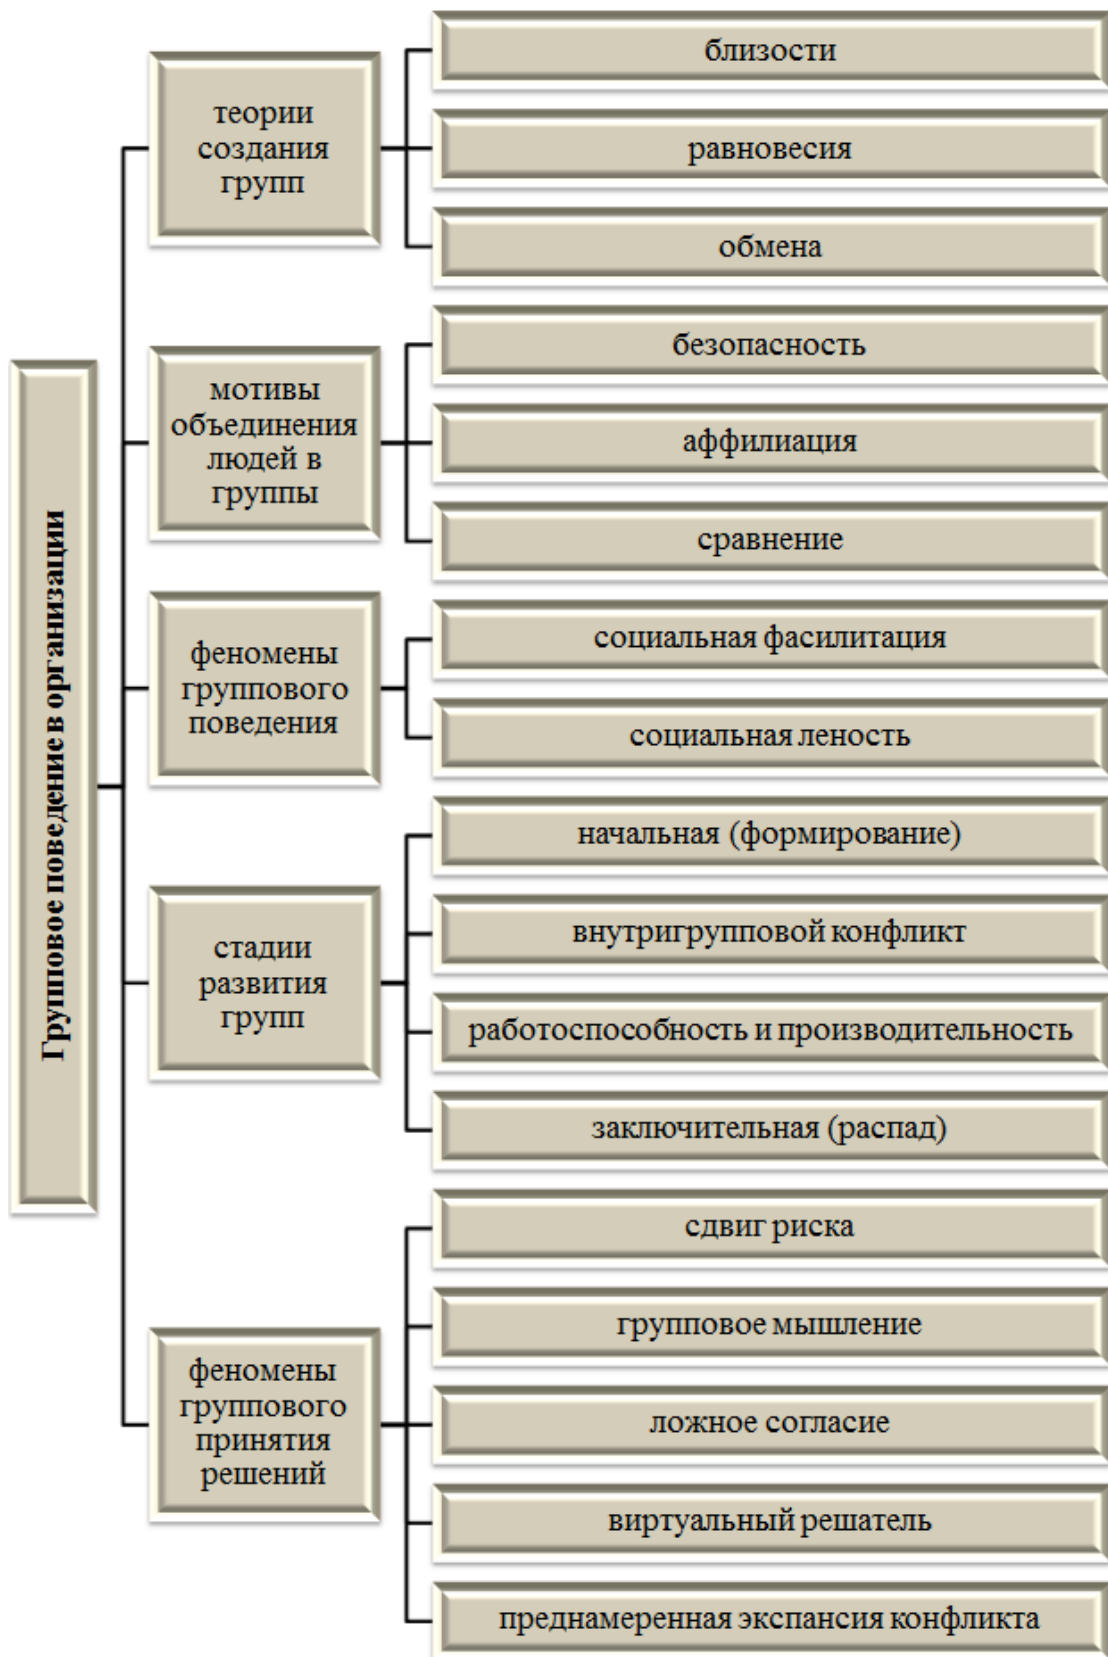 Групповое поведение в организации
теории
создания
групп
близости
равновесия
обмена
мотивы
объединения
людей в
группы
безопасность
аффилиация
сравнение
феномены
группового
поведения
социальная фасилитация
социальная леность
стадии
развития
групп
начальная (формирование)
внутригрупповой конфликт
работоспособность и производительность
заключительная (распад)
феномены
группового
принятия
решений
сдвиг риска
групповое мышление
ложное согласие
виртуальный решатель
преднамеренная экспансия конфликта